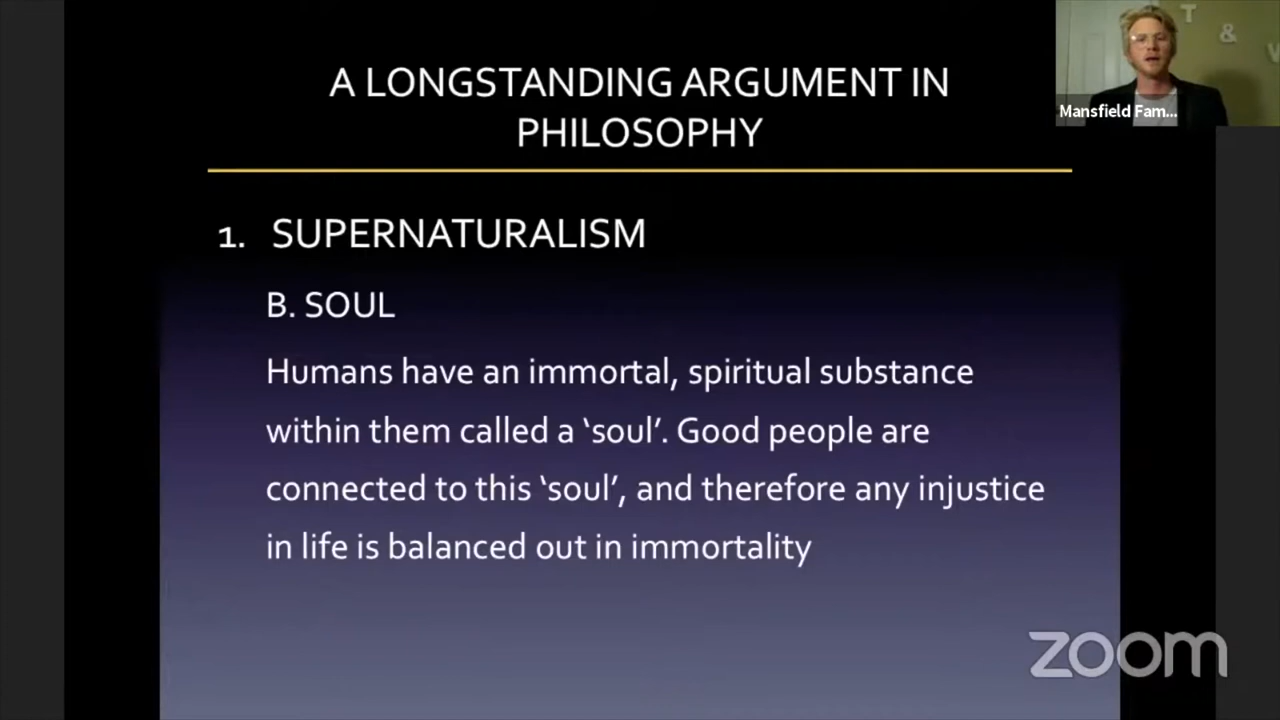 A LONGSTANDING ARGUMENT IN
PHILOSOPHY
T
&
Mansfield Fam...
1. SUPERNATURALISM
B. SOUL
Humans have an immortal, spiritual substance
within them called a ‘soul’. Good people are
connected to this ‘soul’, and therefore any injustice
in life is balanced out in immortality
zoom